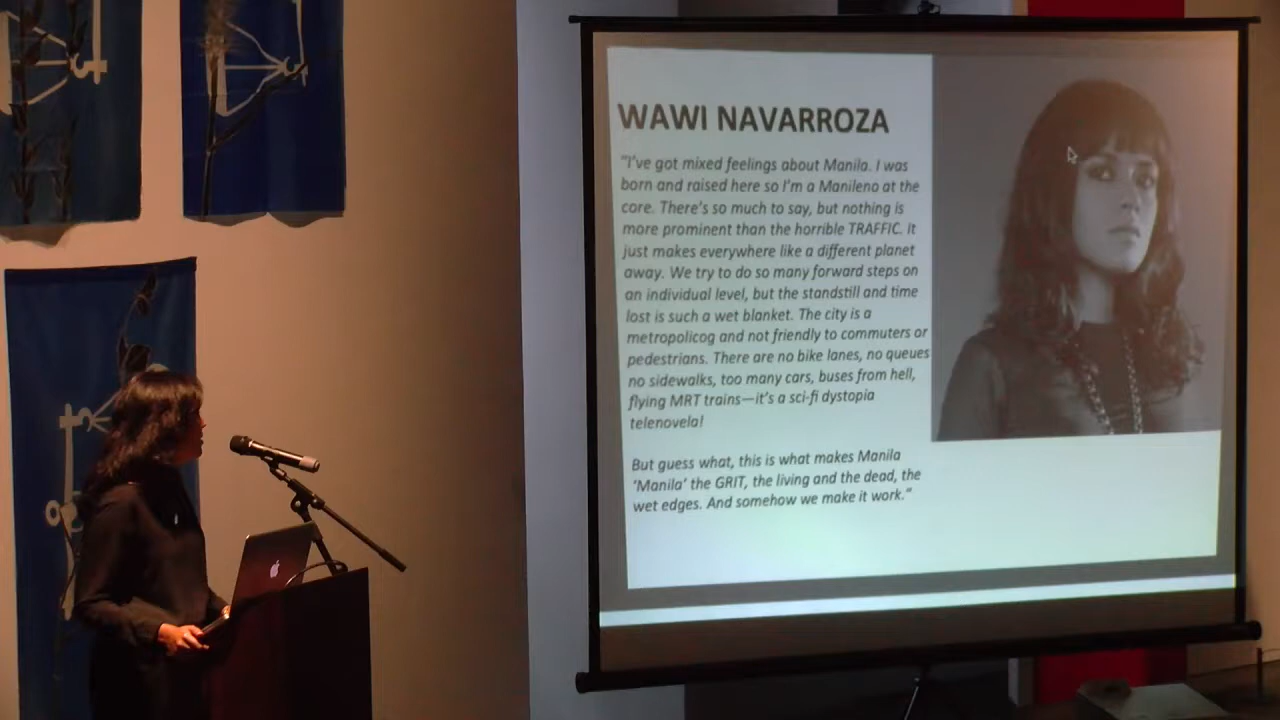 WAWI NAVARROZA
"I've got mixed feelings about Manila. I was
born and raised here so I'm a Manileno at the
core. There's so much to say, but nothing is
more prominent than the horrible TRAFFIC. It
just makes everywhere like a different planet
away. We try to do so many forward steps on
an individual level, but the standstill and time
lost is such a wet blanket. The city is a
metropolicog and not friendly to commuters or
pedestrians. There are no bike lanes, no queues
no sidewalks, too many cars, buses from hell,
flying MRT trains—it's a sci-fi dystopia
telenovela!
But guess what, this is what makes Manila
'Manila' the GRIT, the living and the dead, the
wet edges. And somehow we make it work."